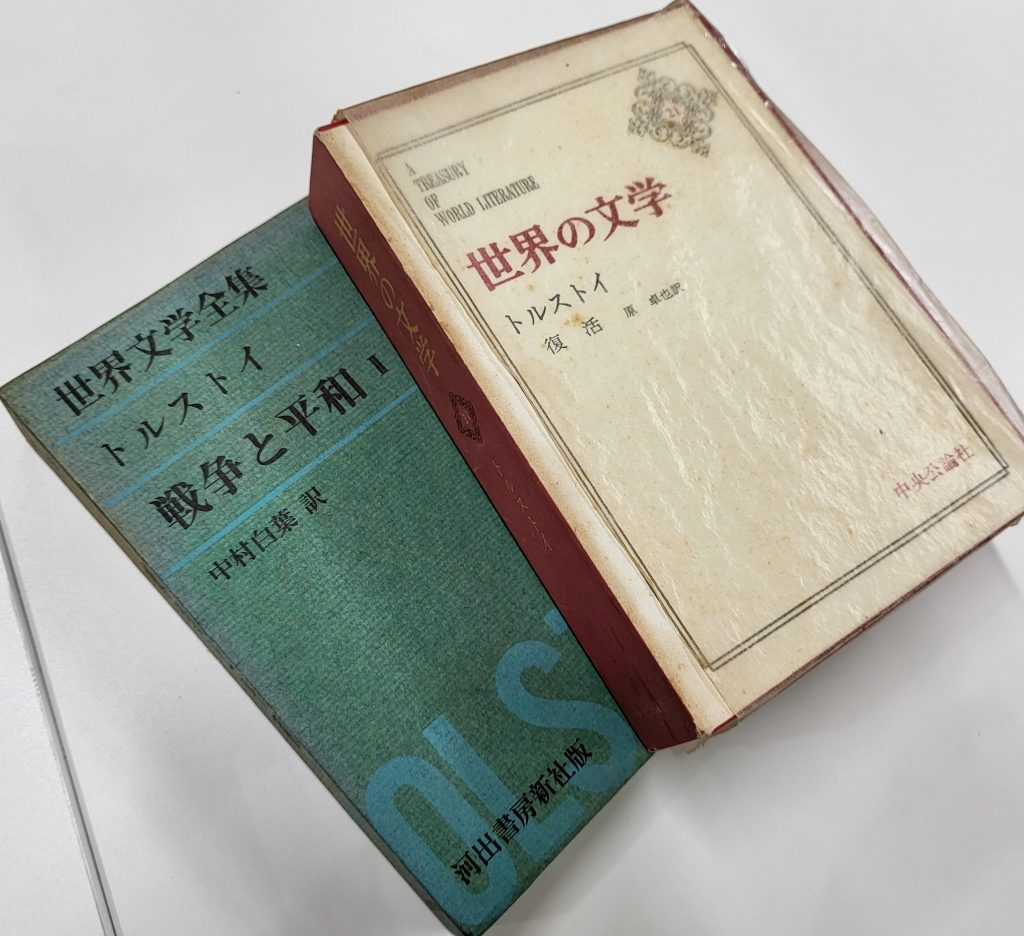 世界文学全集
トルストイ
戦争と平和 Ⅱ
中村白葉 訳
OLS
河出書房新社版
世界の文学
トルストイ
A
TREASURY
OF
WORLD LITERATURE
世界の文学
トルストイ
復活 原 卓也訳
中央公論社